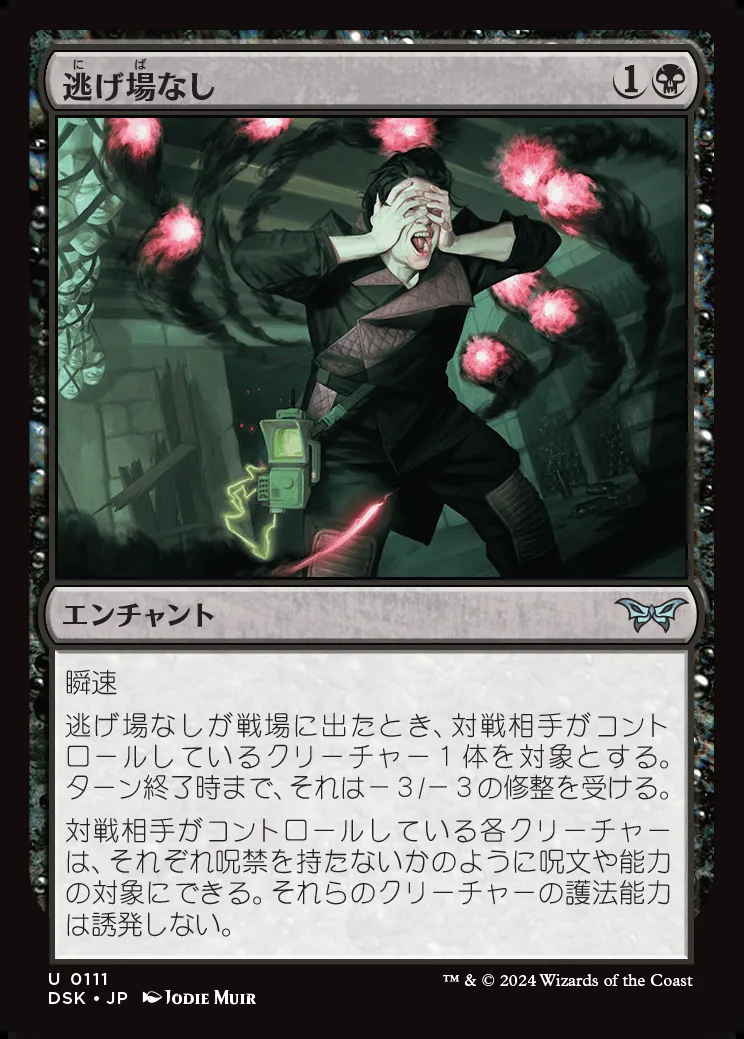 逃げ場なし
1
エンチャント
瞬速
逃げ場なしが戦場に出たとき、対戦相手がコント
ロールしているクリーチャー1体を対象とする。
ターン終了時まで、それは－3/－3の修整を受ける。
対戦相手がコントロールしている各クリーチャー
は、それぞれ呪禁を持たないかのように呪文や能力
の対象にできる。それらのクリーチャーの護法能力
は誘発しない。
U 0111
DSK • JP Jodie Muir
™ & © 2024 Wizards of the Coast